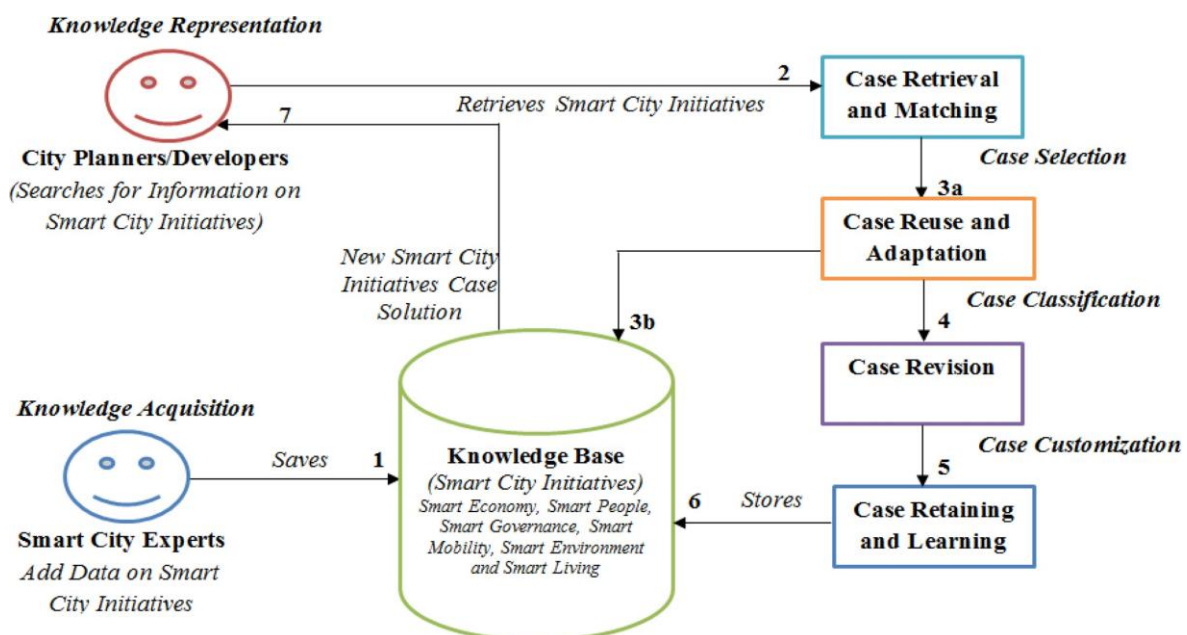 Knowledge Representation
2
Retrieves Smart City Initiatives
7
City Planners/Developers
(Searches for Information on
Smart City Initiatives)
Case Retrieval
and Matching
Case Selection
3a
Case Reuse and
Adaptation
New Smart City
Initiatives Case
Solution
3b
Case Classification
4
Case Revision
Case Customization
5
Knowledge Acquisition
Saves
1
Smart City Experts
Add Data on Smart
City Initiatives
Knowledge Base
(Smart City Initiatives)
Smart Economy, Smart People,
Smart Governance, Smart
Mobility, Smart Environment
and Smart Living
6
Stores
Case Retaining
and Learning